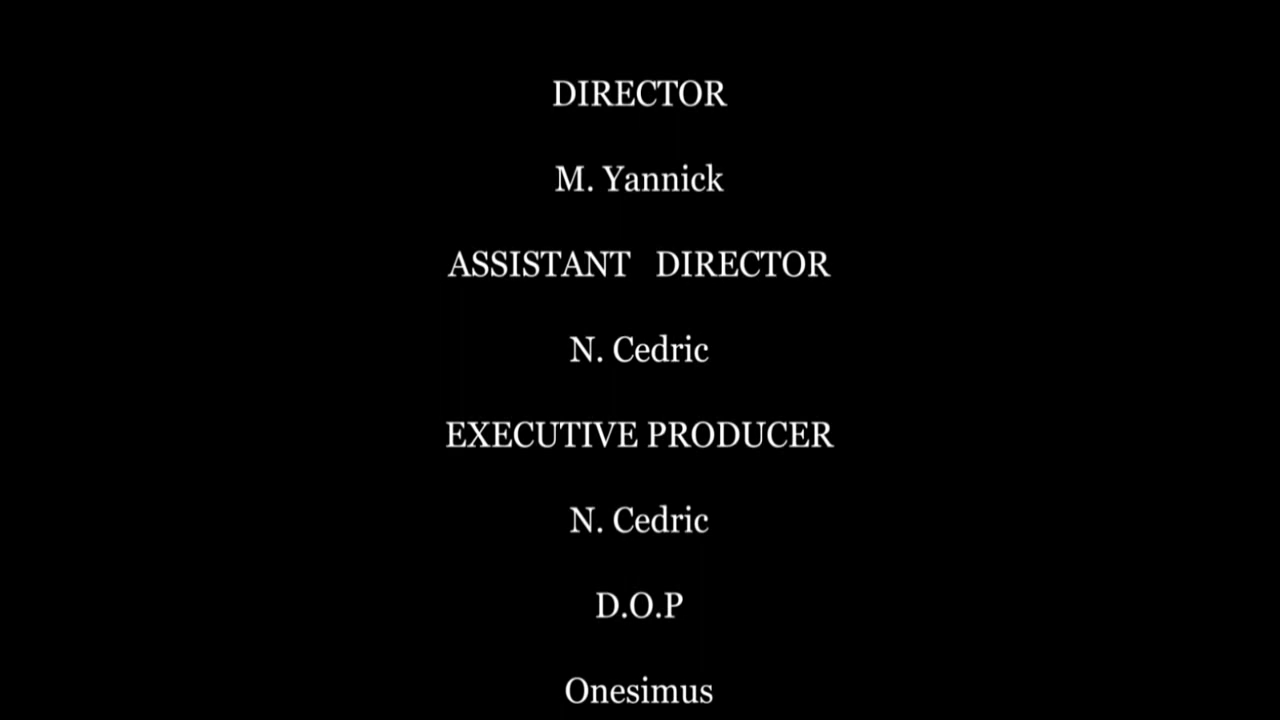 DIRECTOR
M. Yannick
ASSISTANT   DIRECTOR
N. Cedric
EXECUTIVE PRODUCER
N. Cedric
D.O.P
Onesimus